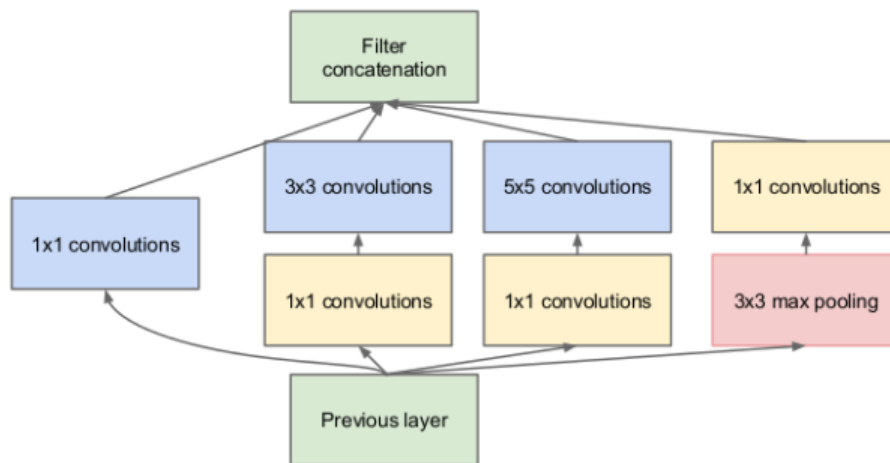 Filter
concatenation
3x3 convolutions
5x5 convolutions
1x1 convolutions
1x1 convolutions
1x1 convolutions
1x1 convolutions
3x3 max pooling
Previous layer